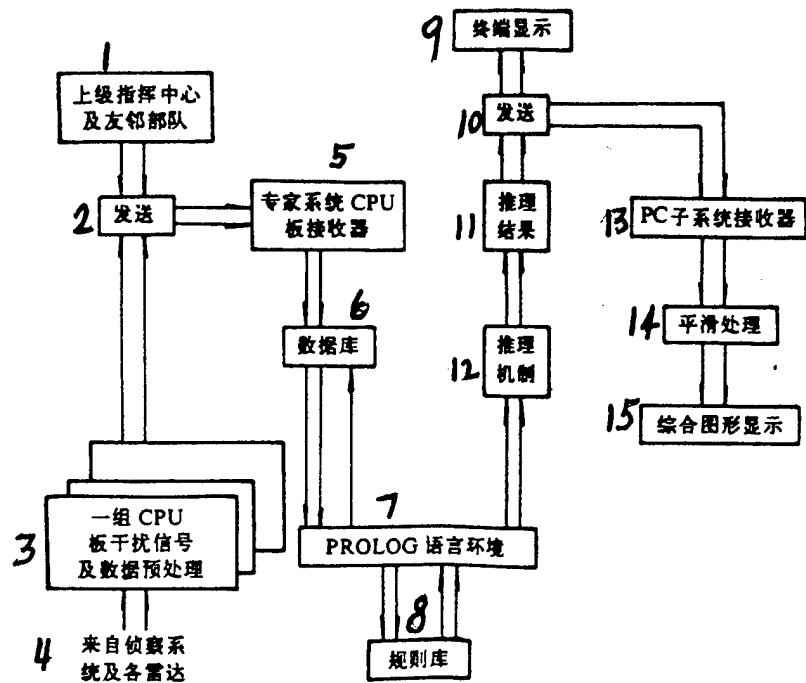 1
上级指挥中心
及友邻部队
2
发送
3
一组 CPU
板干扰信号
及数据预处理
4
来自侦察系
统及各雷达
5
专家系统 CPU
板接收器
6
数据库
7
PROLOG 语言环境
8
规则库
9
终端显示
10
发送
11
推理
结果
12
推理
机制
13
PC 子系统接收器
14
平滑处理
15
综合图形显示